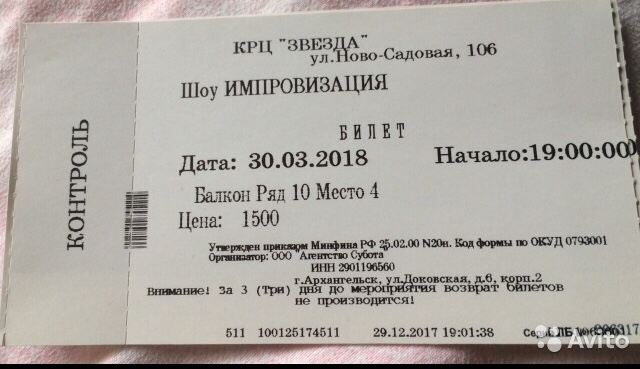 КРЦ "ЗВЕЗДА"
ул.Ново-Садовая, 106
Шоу ИМПРОВИЗАЦИЯ
БИЛЕТ
Дата: 30.03.2018 Начало:19:00:00
Балкон Ряд 10 Место 4
Цена: 1500
Утвержден приказом Минфина РФ 25.02.00 N20н. Код формы по ОКУД 0793001
Организатор: ООО "Агентство Субота"
ИНН 2901196560
г.Архангельск, ул.Доковская, д.6, корп.2
Внимание! За 3 (Три) дня до мероприятия возврат билетов
не производится!
511 100125174511 29.12.2017 19:01:38 ЛБ
КОНТРОЛЬ
Avito